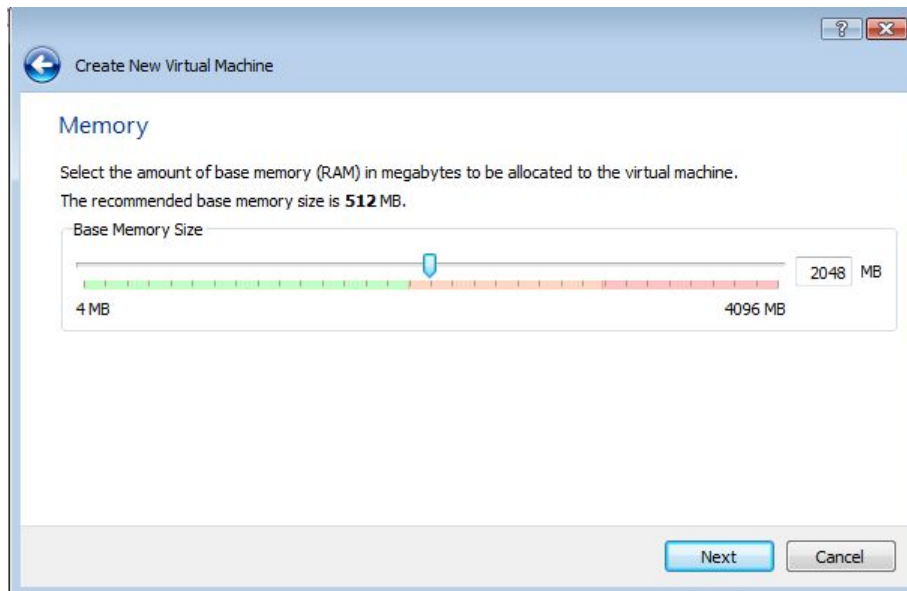 ?
Create New Virtual Machine
Memory
Select the amount of base memory (RAM) in megabytes to be allocated to the virtual machine.
The recommended base memory size is 512 MB.
Base Memory Size
2048 MB
4 MB 4096 MB
Next Cancel